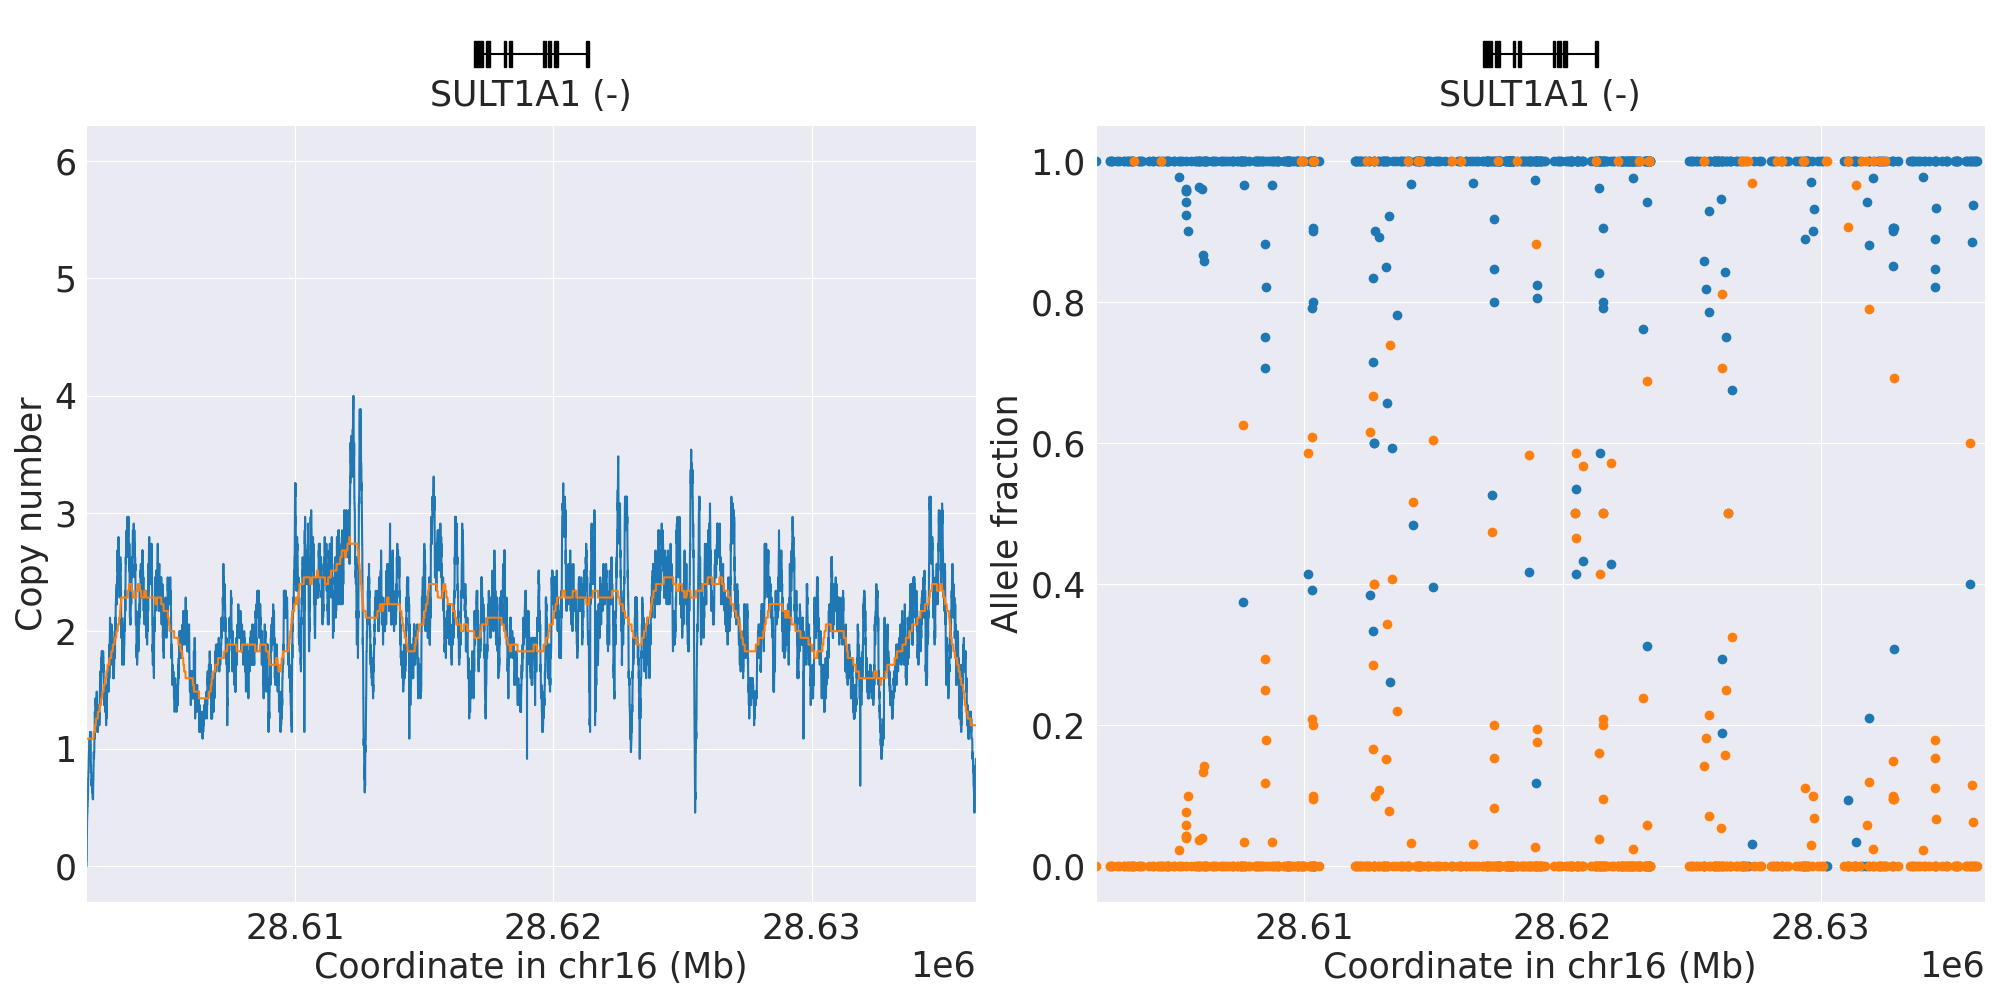 SULT1A1 (-)
6
5
4
3
2
1
0
Copy number
28.61
28.62
28.63
Coordinate in chr16 (Mb)
1e6
SULT1A1 (-)
1.0
0.8
0.6
0.4
0.2
0.0
Allele fraction
28.61
28.62
28.63
Coordinate in chr16 (Mb)
1e6